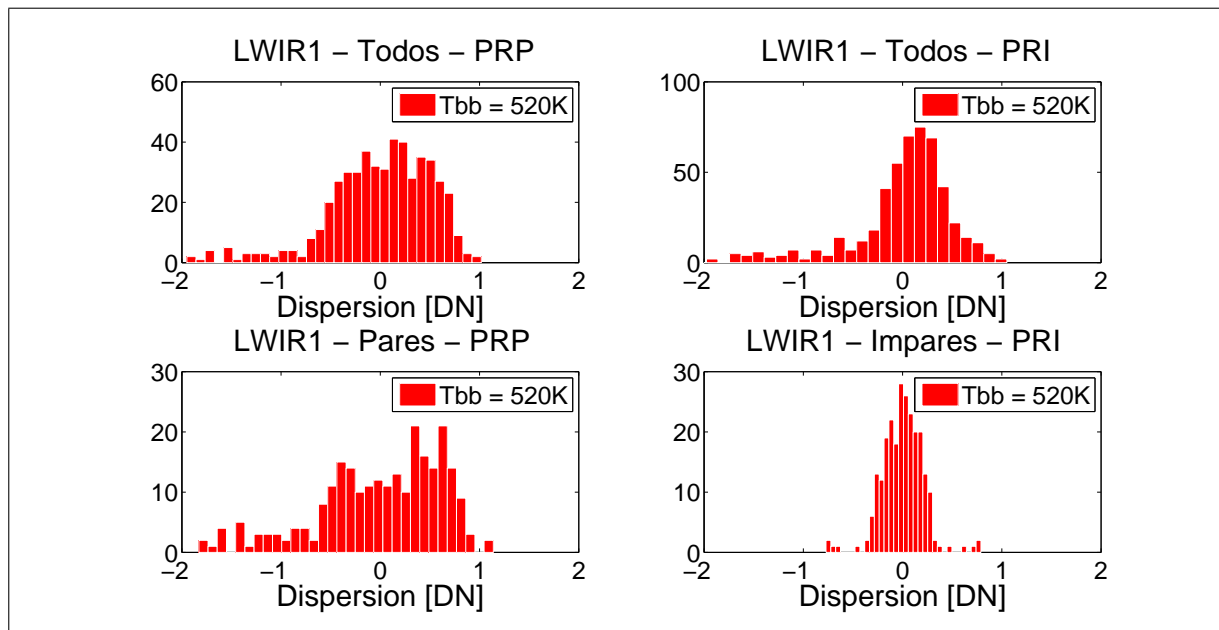 LWIR1 – Todos – PRP
60
40
20
0
Tbb = 520K
−2 −1 0 1 2
Dispersion [DN]
LWIR1 – Todos – PRI
100
50
0
Tbb = 520K
−2 −1 0 1 2
Dispersion [DN]
LWIR1 – Pares – PRP
30
20
10
0
Tbb = 520K
−2 −1 0 1 2
Dispersion [DN]
LWIR1 – Impares – PRI
30
20
10
0
Tbb = 520K
−2 −1 0 1 2
Dispersion [DN]